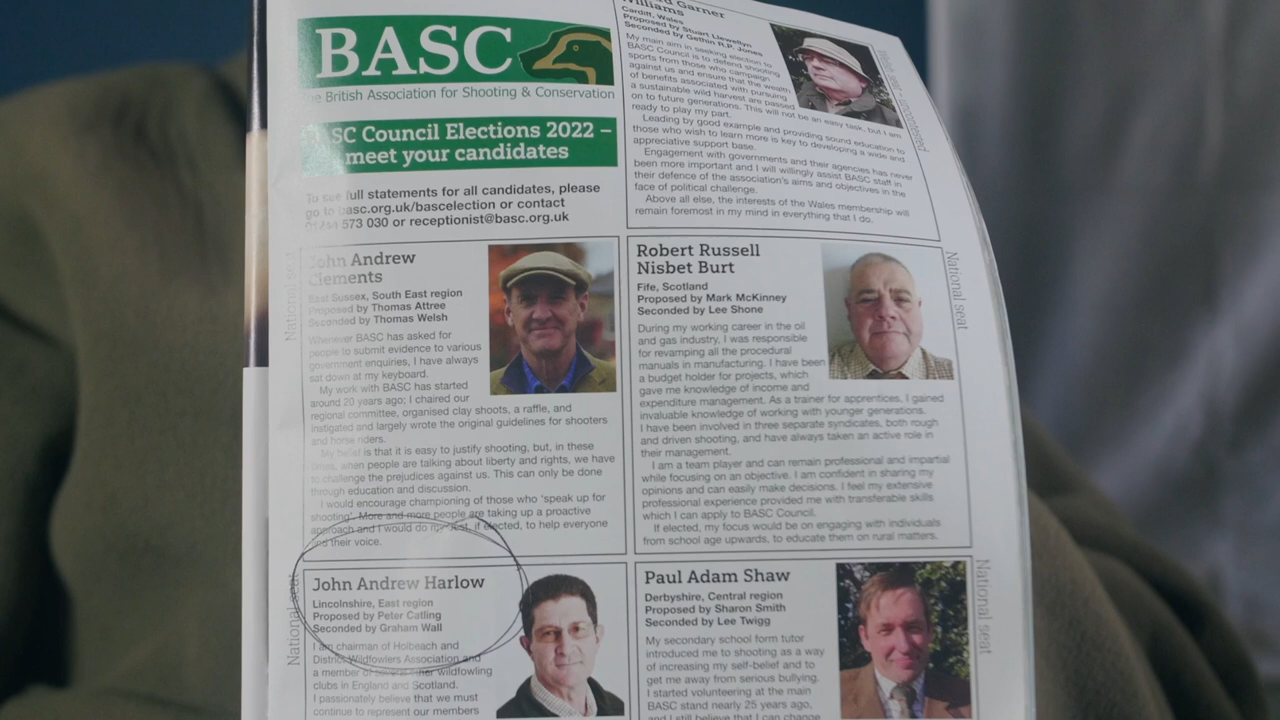 BASC
The British Association for Shooting & Conservation
BASC Council Elections 2022 –
meet your candidates
To see full statements for all candidates, please
go to basc.org.uk/bascelection or contact
573 030 or receptionist@basc.org.uk
Garner
Williams
Cardiff, Wales
Proposed by Stuart Llewellyn
Seconded by Gethin R.P. Jones
My main aim in seeking election to
BASC Council is to defend shooting
sports from those who campaign
against us and ensure that the wealth
of benefits associated with pursuing
a sustainable wild harvest are passed
on to future generations. This will not be an easy task, but I am
ready to play my part.
Leading by good example and providing sound education to
those who wish to learn more is key to developing a wide and
appreciative support base.
Engagement with governments and their agencies has never
been more important and I will willingly assist BASC staff in
their defence of the association's aims and objectives in the
face of political challenge.
Above all else, the interests of the Wales membership will
remain foremost in my mind in everything that I do.
National seat
John Andrew
Clements
East Sussex, South East region
Proposed by Thomas Attree
Seconded by Thomas Welsh
Whenever BASC has asked for
people to submit evidence to various
government enquiries, I have always
sat down at my keyboard.
My work with BASC has started
around 20 years ago; I chaired our
regional committee, organised clay shoots, a raffle, and
instigated and largely wrote the original guidelines for shooters
and horse riders.
My belief is that it is easy to justify shooting, but, in these
times, when people are talking about liberty and rights, we have
to challenge the prejudices against us. This can only be done
through education and discussion.
I would encourage championing of those who 'speak up for
shooting'. More and more people are taking up a proactive
approach and I would do my best, if elected, to help everyone
find their voice.
Robert Russell
Nisbet Burt
Fife, Scotland
Proposed by Mark McKinney
Seconded by Lee Shone
During my working career in the oil
and gas industry, I was responsible
for revamping all the procedural
manuals in manufacturing. I have been
a budget holder for projects, which
gave me knowledge of income and
expenditure management. As a trainer for apprentices, I gained
invaluable knowledge of working with younger generations.
I have been involved in three separate syndicates, both rough
and driven shooting, and have always taken an active role in
their management.
I am a team player and can remain professional and impartial
while focusing on an objective. I am confident in sharing my
opinions and can easily make decisions. I feel my extensive
professional experience provided me with transferable skills
which I can apply to BASC Council.
If elected, my focus would be on engaging with individuals
from school age upwards, to educate them on rural matters.
National seat
National seat
John Andrew Harlow
Lincolnshire, East region
Proposed by Peter Catling
Seconded by Graham Wall
I am chairman of Holbeach and
District Wildfowlers Association and
a member of several other wildfowling
clubs in England and Scotland.
I passionately believe that we must
continue to represent our members
Paul Adam Shaw
Derbyshire, Central region
Proposed by Sharon Smith
Seconded by Lee Twigg
My secondary school form tutor
introduced me to shooting as a way
of increasing my self-belief and to
get me away from serious bullying.
I started volunteering at the main
BASC stand nearly 25 years ago,
and I still believe that I can change
National seat